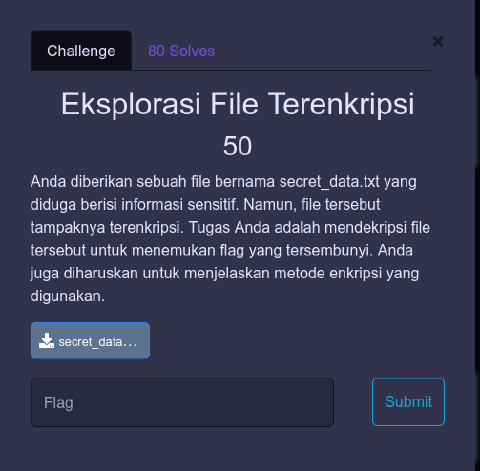 Challenge
80 Solves
×
Eksplorasi File Terenkripsi
50
Anda diberikan sebuah file bernama secret_data.txt yang
diduga berisi informasi sensitif. Namun, file tersebut
tampaknya terenkripsi. Tugas Anda adalah mendekripsi file
tersebut untuk menemukan flag yang tersembunyi. Anda
juga diharuskan untuk menjelaskan metode enkripsi yang
digunakan.
secret_data...
Flag
Submit